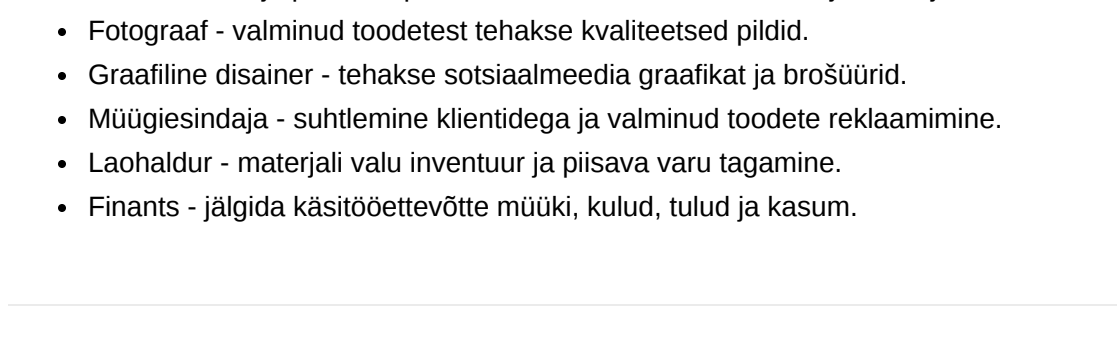 Fotograaf - valminud toodetest tehakse kvaliteetsed pildid.
Graafiline disainer - tehakse sotsiaalmeedia graafikat ja brošüürid.
Müügiesindaja - suhtlemine klientidega ja valminud toodete reklaamimine.
Laohaldur - materjali valu inventuur ja piisava varu tagamine.
Finants - jälgida käsitööettevõtte müüki, kulud, tulud ja kasum.